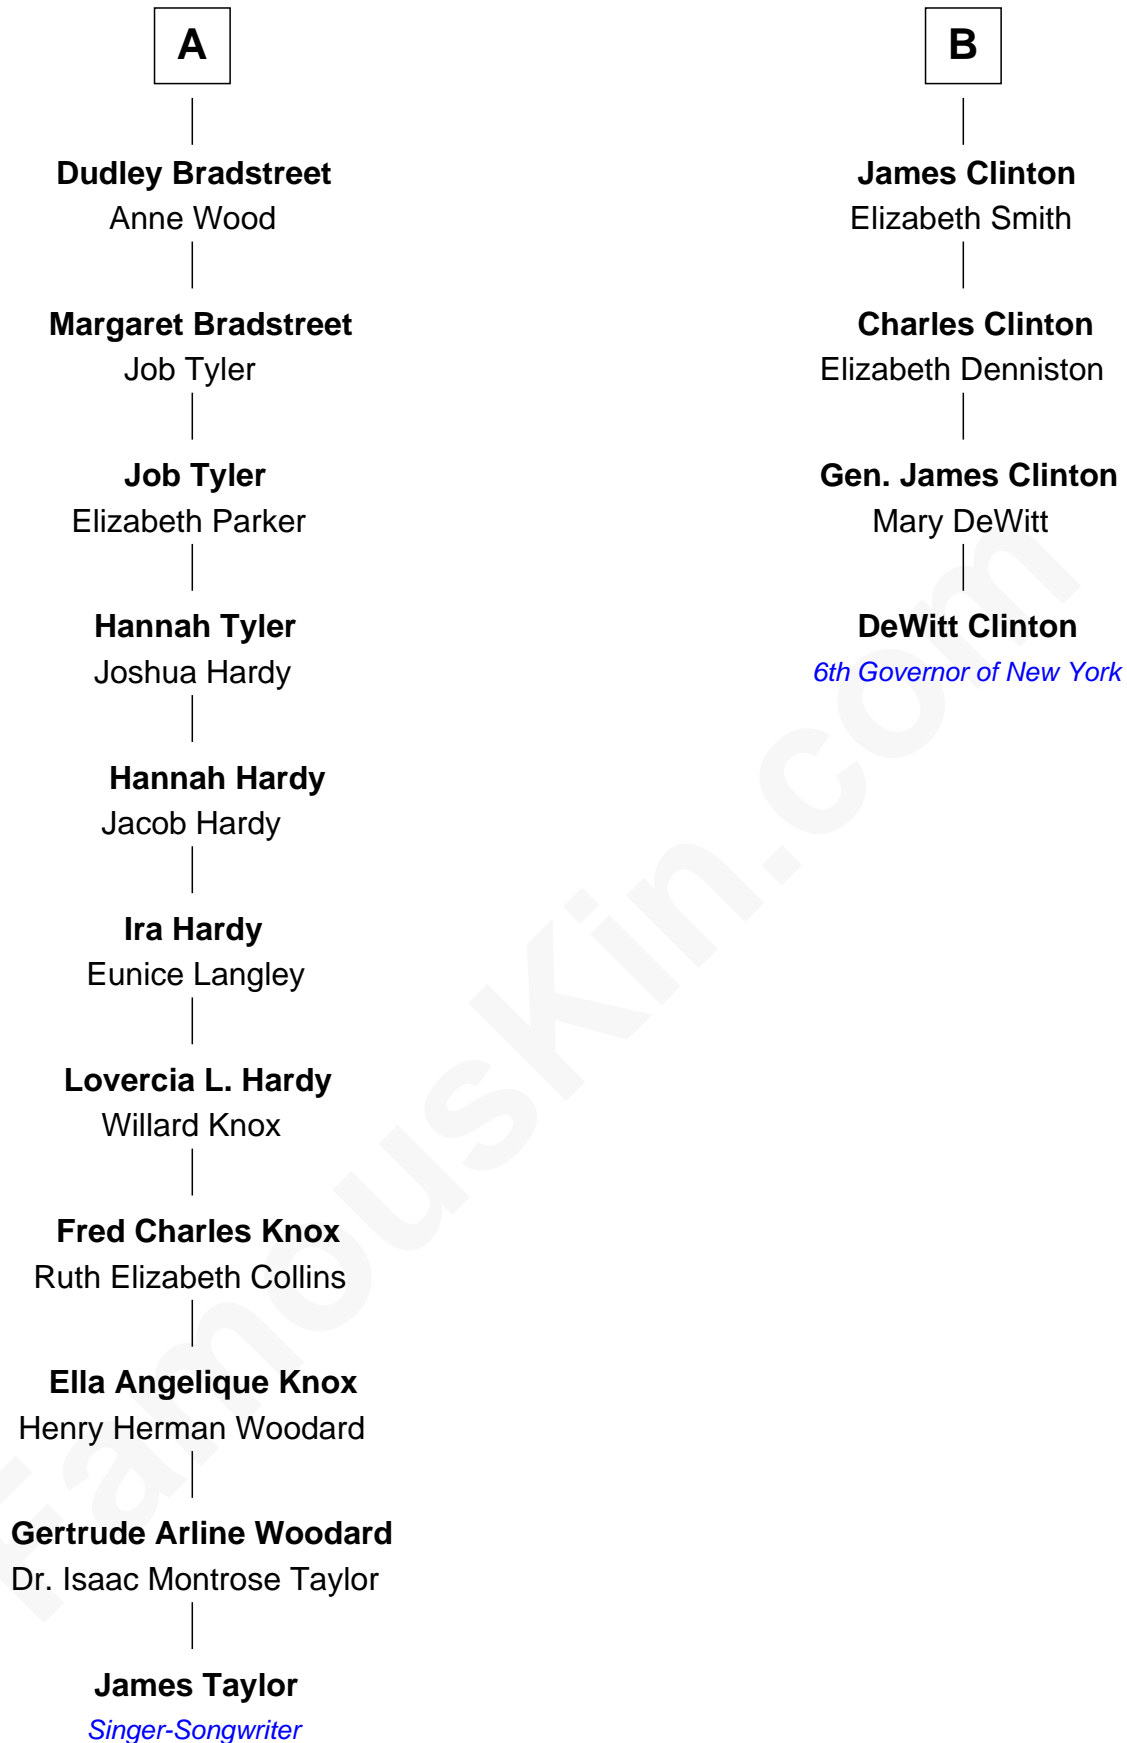 A
Dudley Bradstreet
Anne Wood
Margaret Bradstreet
Job Tyler
Job Tyler
Elizabeth Parker
Hannah Tyler
Joshua Hardy
Hannah Hardy
Jacob Hardy
Ira Hardy
Eunice Langley
Lovercia L. Hardy
Willard Knox
Fred Charles Knox
Ruth Elizabeth Collins
Ella Angelique Knox
Henry Herman Woodard
Gertrude Arline Woodard
Dr. Isaac Montrose Taylor
James Taylor
Singer-Songwriter
B
James Clinton
Elizabeth Smith
Charles Clinton
Elizabeth Denniston
Gen. James Clinton
Mary DeWitt
DeWitt Clinton
6th Governor of New York
FamousKin.com